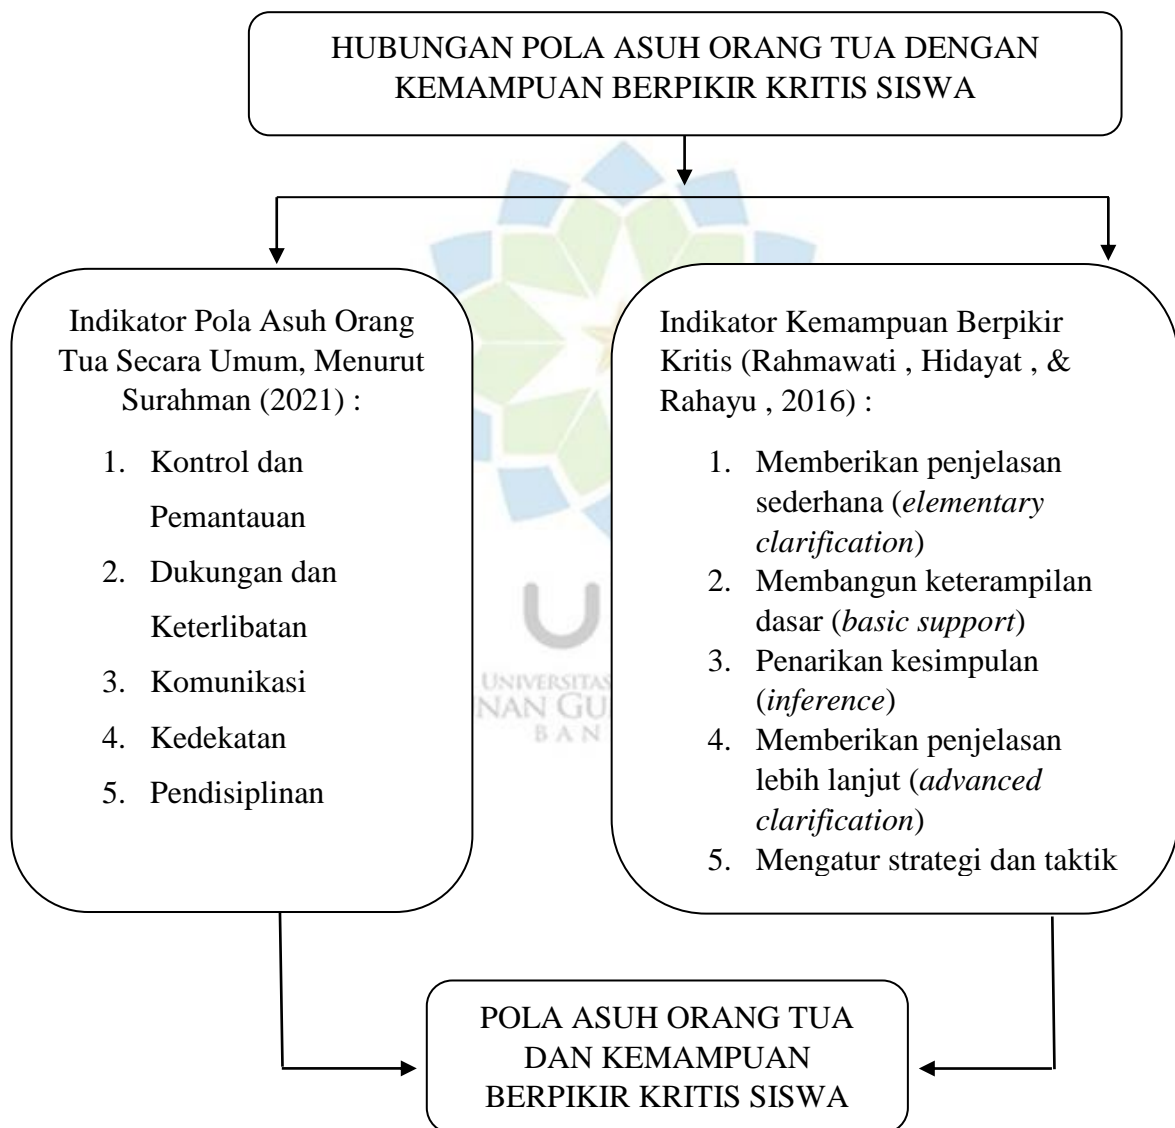 HUBUNGAN POLA ASUH ORANG TUA DENGAN
KEMAMPUAN BERPIKIR KRITIS SISWA
Indikator Pola Asuh Orang
Tua Secara Umum, Menurut
Surahman (2021) :
1. Kontrol dan
Pemantauan
2. Dukungan dan
Keterlibatan
3. Komunikasi
4. Kedekatan
5. Pendisiplinan
Indikator Kemampuan Berpikir
Kritis (Rahmawati , Hidayat , &
Rahayu , 2016) :
1. Memberikan penjelasan
sederhana (elementary
clarification)
2. Membangun keterampilan
dasar (basic support)
3. Penarikan kesimpulan
(inference)
4. Memberikan penjelasan
lebih lanjut (advanced
clarification)
5. Mengatur strategi dan taktik
U
UNIVERSITAS
NAN GU
BAN
POLA ASUH ORANG TUA
DAN KEMAMPUAN
BERPIKIR KRITIS SISWA